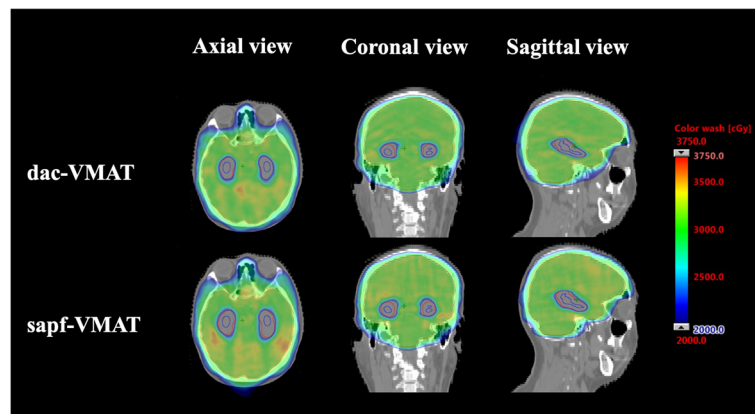 Axial view Coronal view Sagittal view
dac-VMAT
Color wash [cGy]
3750.0
3750.0
3500.0
3000.0
2500.0
2000.0
2000.0
sapf-VMAT